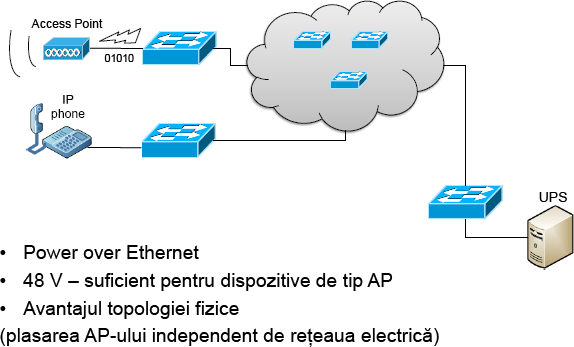 Access Point
01010
IP
phone
UPS
• Power over Ethernet
• 48 V – suficient pentru dispozitive de tip AP
• Avantajul topologiei fizice
(plasarea AP-ului independent de rețeaua electrică)